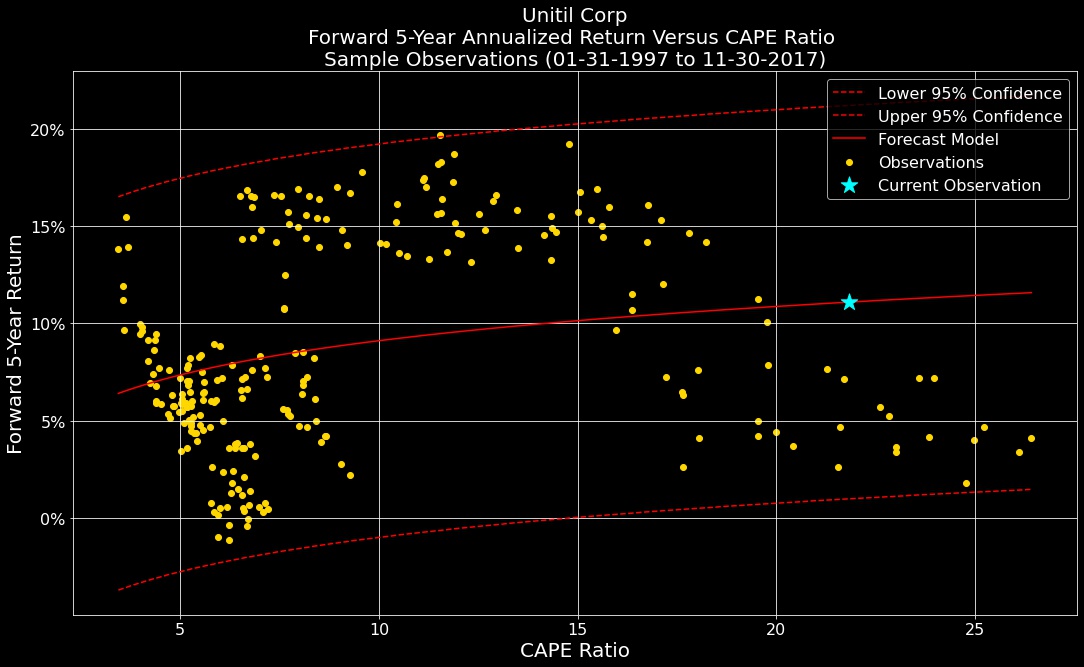 Unitil Corp
Forward 5-Year Annualized Return Versus CAPE Ratio
Sample Observations (01-31-1997 to 11-30-2017)
Lower 95% Confidence
Upper 95% Confidence
Forecast Model
Observations
Current Observation
Forward 5-Year Return
20%
15%
10%
5%
0%
5
10
15
20
25
CAPE Ratio